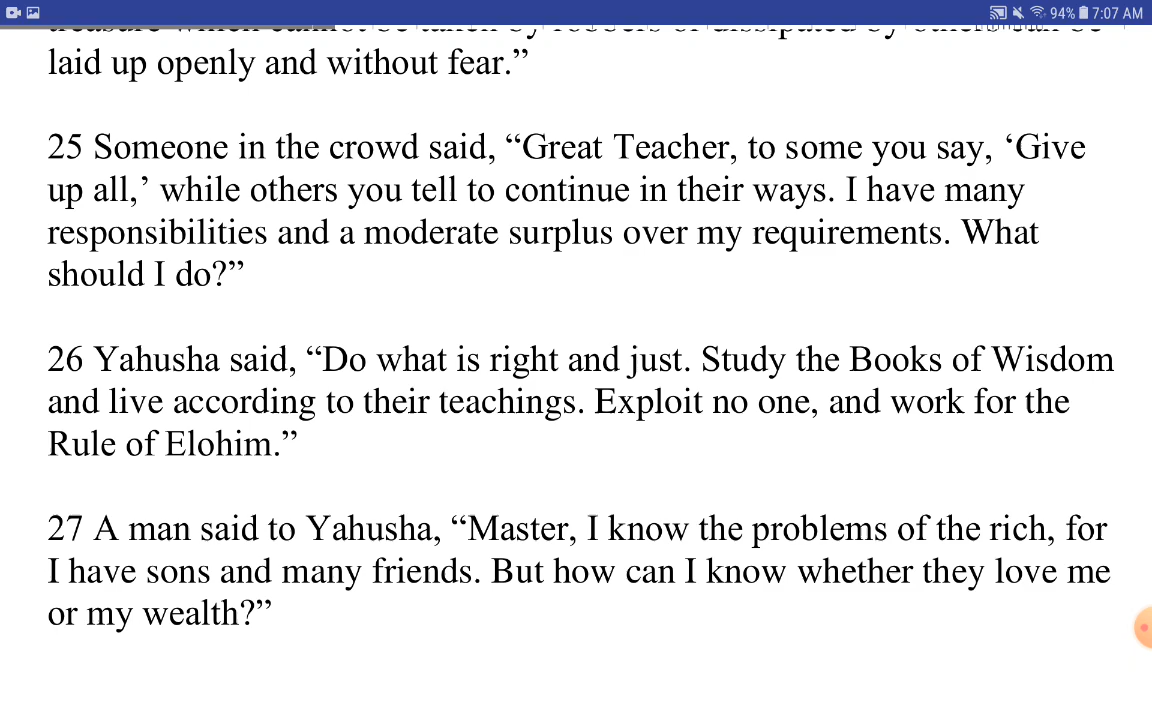 94% 7:07 AM
laid up openly and without fear.”
25 Someone in the crowd said, “Great Teacher, to some you say, ‘Give
up all,’ while others you tell to continue in their ways. I have many
responsibilities and a moderate surplus over my requirements. What
should I do?”
26 Yahusha said, “Do what is right and just. Study the Books of Wisdom
and live according to their teachings. Exploit no one, and work for the
Rule of Elohim.”
27 A man said to Yahusha, “Master, I know the problems of the rich, for
I have sons and many friends. But how can I know whether they love me
or my wealth?”